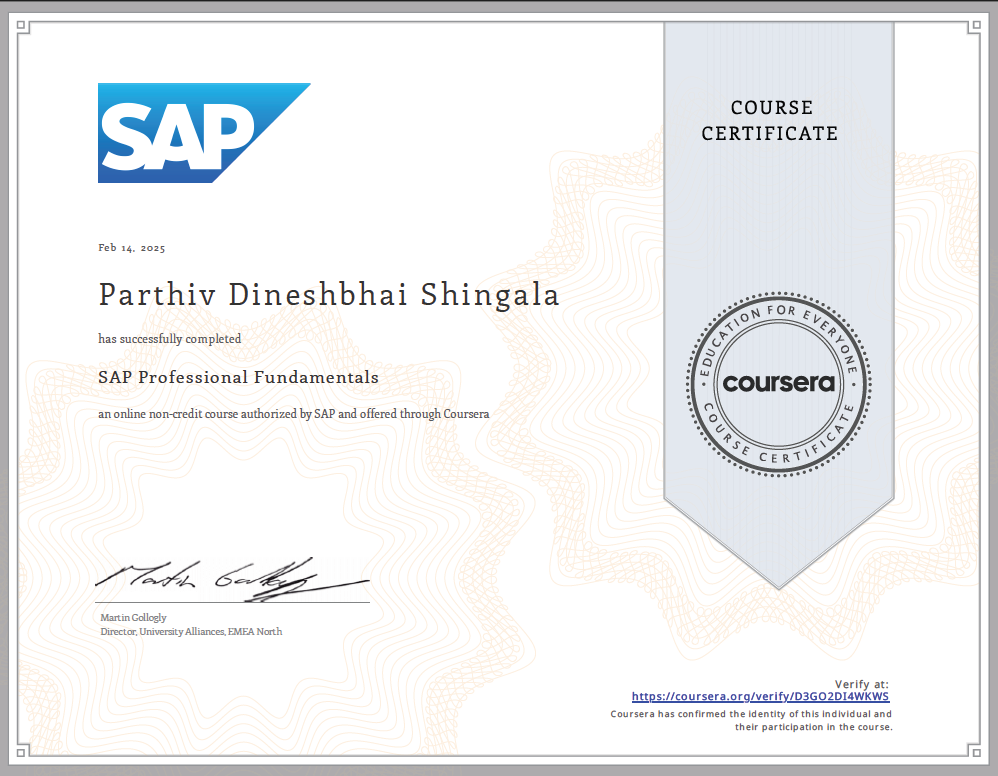 SAP
COURSE
CERTIFICATE
Feb 14, 2025
Parthiv Dineshbhai Shingala
has successfully completed
SAP Professional Fundamentals
an online non-credit course authorized by SAP and offered through Coursera
EDUCATION FOR EVERYONE
coursera
COURSE CERTIFICATE
Martin Gollogly
Martin Gollogly
Director, University Alliances, EMEA North
Verify at:
https://coursera.org/verify/D3GO2DI4WKWS
Coursera has confirmed the identity of this individual and
their participation in the course.